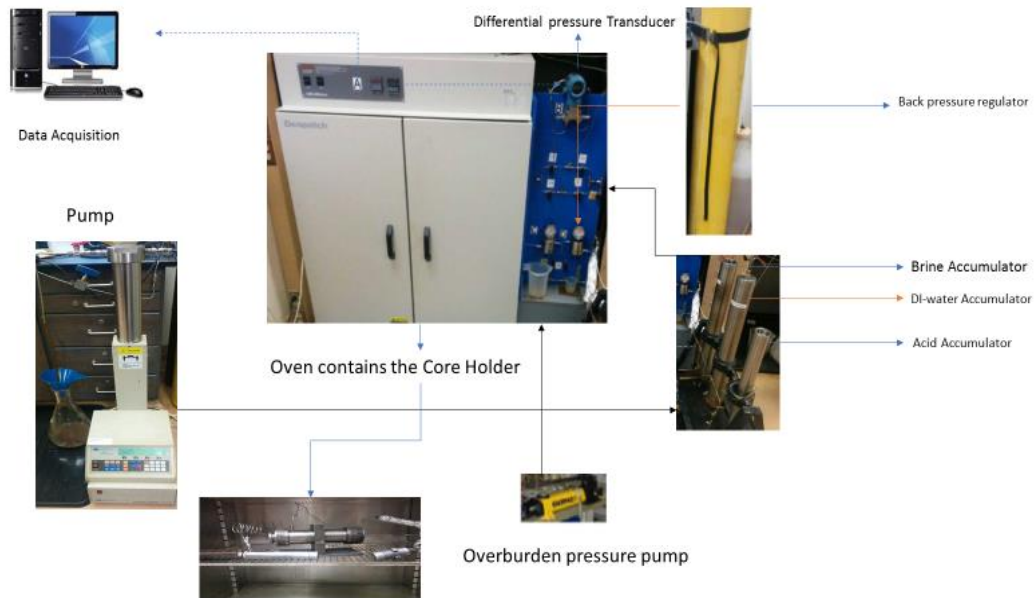 Differential pressure Transducer
Back pressure regulator
Data Acquisition
Pump
Brine Accumulator
DI-water Accumulator
Acid Accumulator
Oven contains the Core Holder
Overburden pressure pump